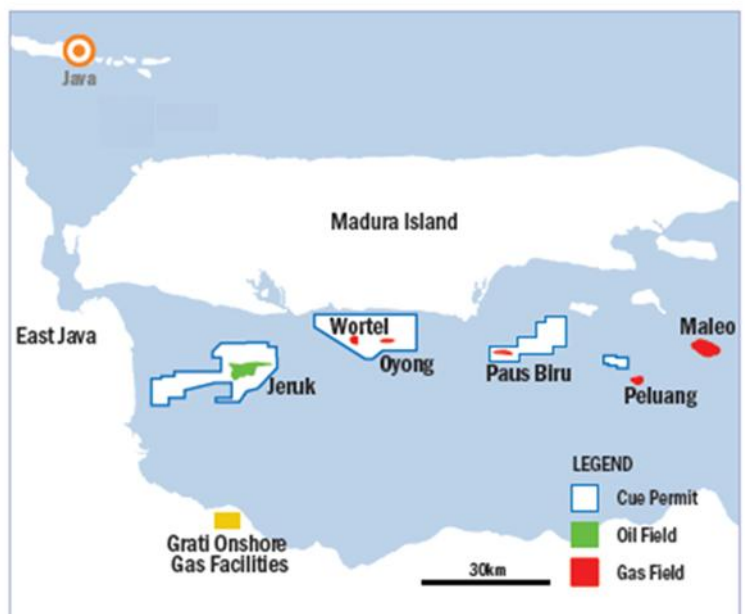 Java
Madura Island
East Java
Wortel
Oyong
Jeruk
Paus Biru
Maleo
Peluang
Grati Onshore
Gas Facilities
30km
LEGEND
Cue Permit
Oil Field
Gas Field